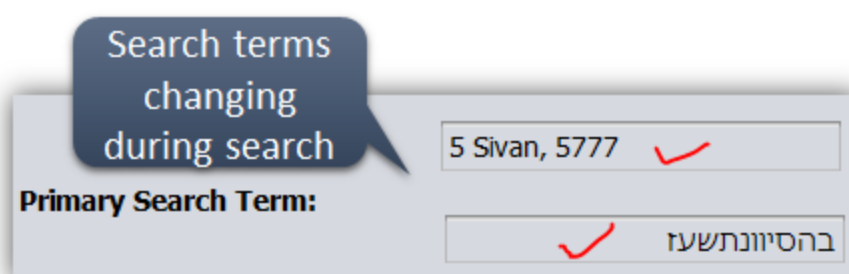 Search terms
changing
during search
5 Sivan, 5777
Primary Search Term:
בהסיוונתשעז